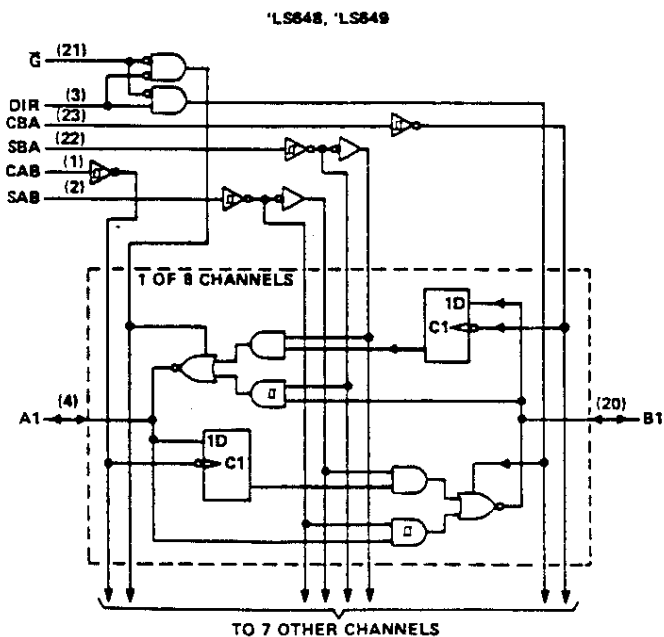 'LS648, 'LS649
G̅ (21)
DIR (3)
CBA (23)
SBA (22)
CAB (1)
SAB (2)
1 OF 8 CHANNELS
1D
C1
A1 (4)
(20) B1
1D
C1
TO 7 OTHER CHANNELS